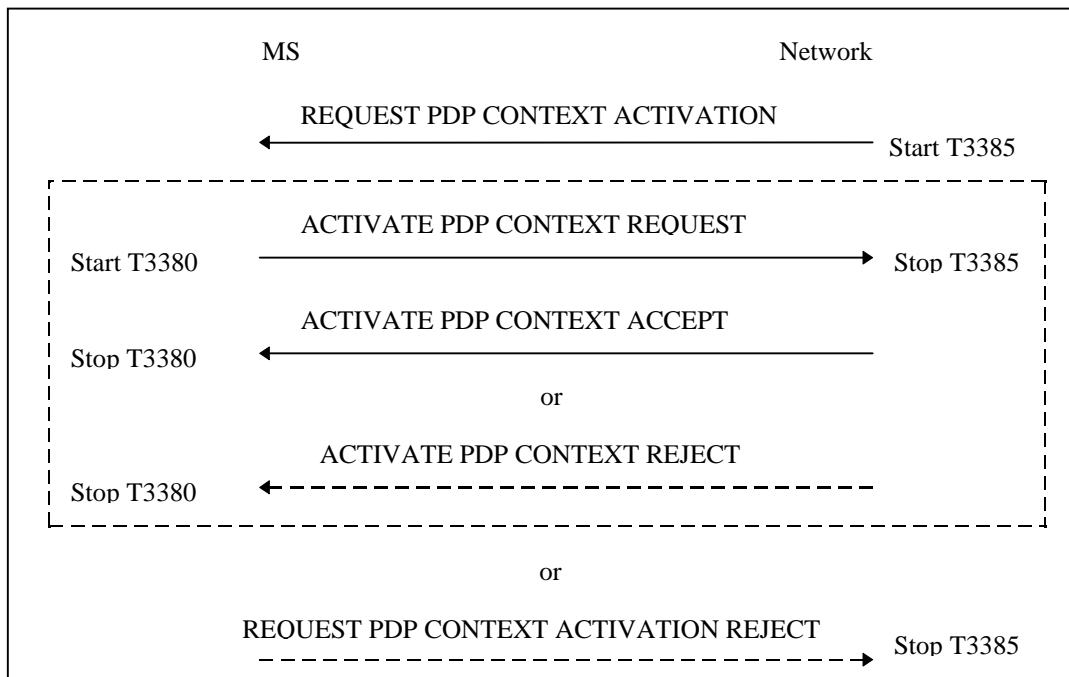 MS Network
REQUEST PDP CONTEXT ACTIVATION
Start T3385
ACTIVATE PDP CONTEXT REQUEST
Start T3380 Stop T3385
ACTIVATE PDP CONTEXT ACCEPT
Stop T3380
or
ACTIVATE PDP CONTEXT REJECT
Stop T3380
or
REQUEST PDP CONTEXT ACTIVATION REJECT
Stop T3385